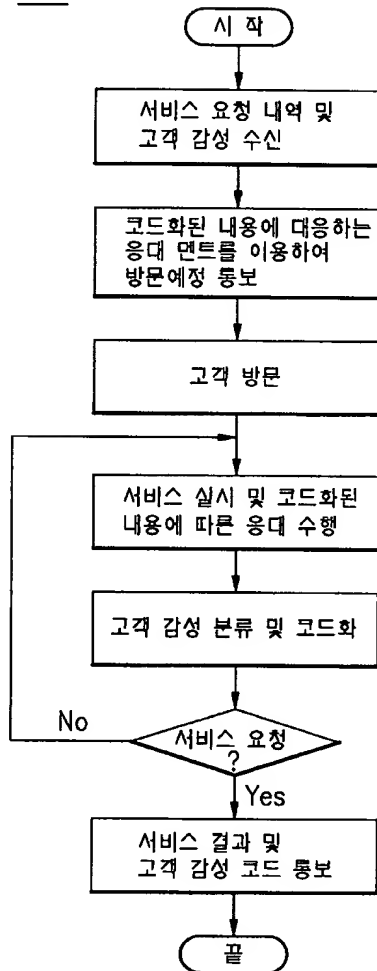 시 작
서비스 요청 내역 및
고객 감성 수신
코드화된 내용에 대응하는
응대 멘트를 이용하여
방문예정 통보
고객 방문
서비스 실시 및 코드화된
내용에 따른 응대 수행
고객 감성 분류 및 코드화
서비스 요청
?
No
Yes
서비스 결과 및
고객 감성 코드 통보
끝